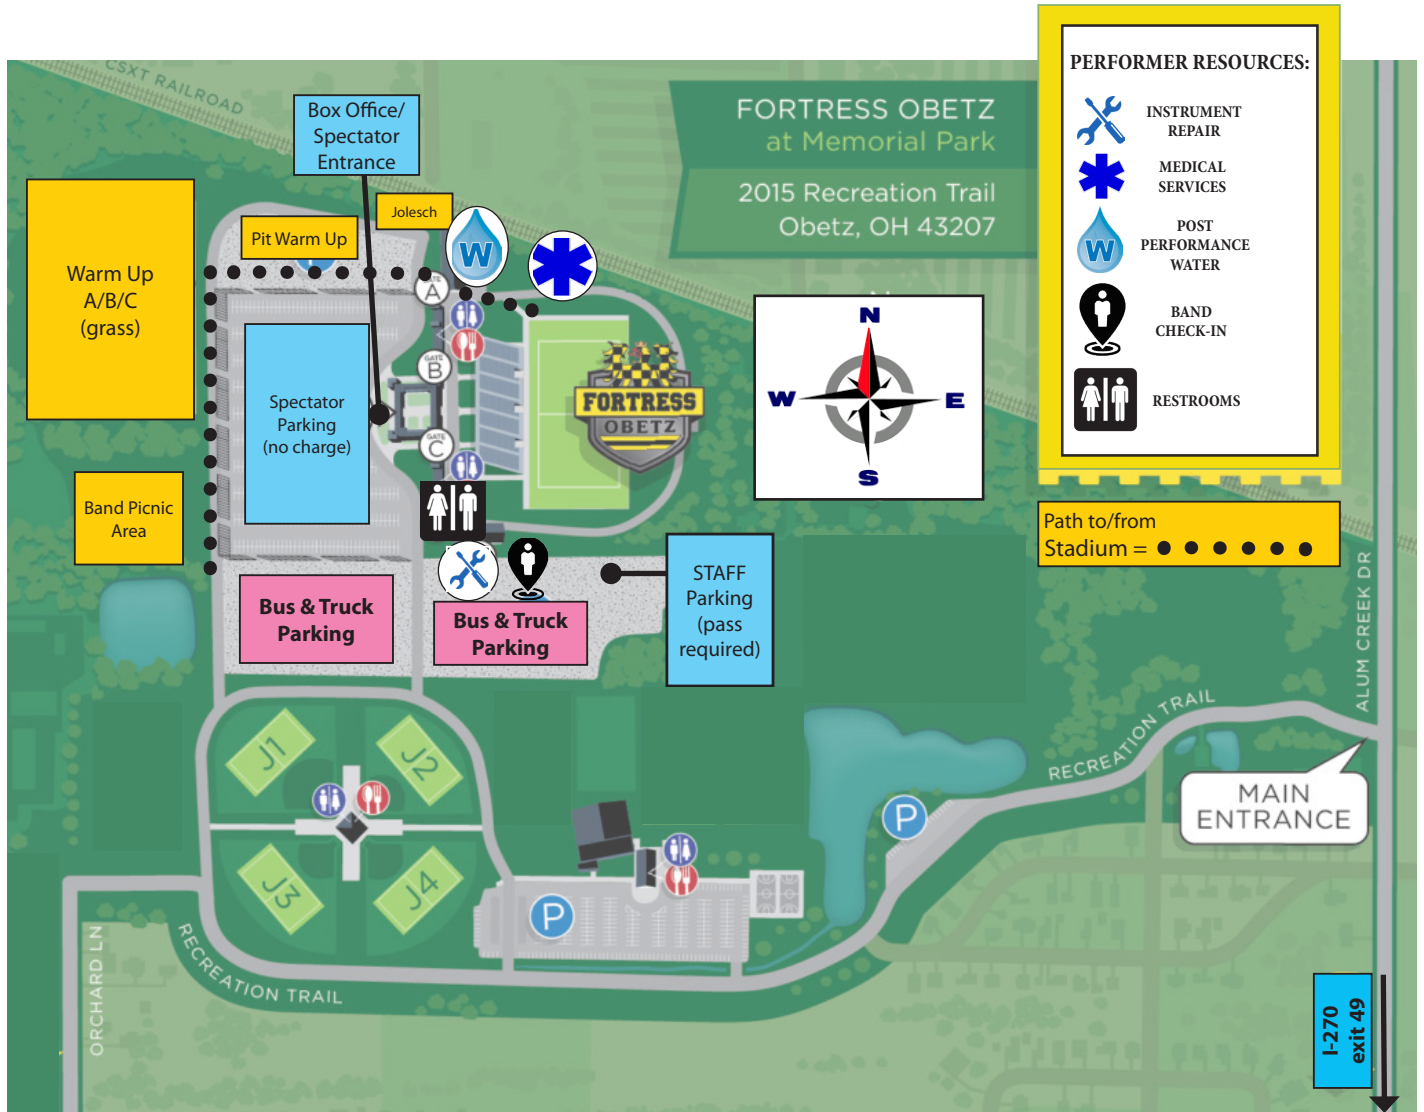 CSXT RAILROAD
Box Office/
Spectator
Entrance
FORTRESS OBETZ
at Memorial Park
2015 Recreation Trail
Obetz, OH 43207
PERFORMER RESOURCES:
INSTRUMENT
REPAIR
MEDICAL
SERVICES
W
POST
PERFORMANCE
WATER
BAND
CHECK-IN
RESTROOMS
Path to/from
Stadium =
Jolesch
Pit Warm Up
W
Warm Up
A/B/C
(grass)
GATE
A
GATE
B
GATE
C
Spectator
Parking
(no charge)
FORTRESS
OBETZ
N
W
E
S
Band Picnic
Area
Bus & Truck
Parking
Bus & Truck
Parking
STAFF
Parking
(pass
required)
ALUM CREEK DR
RECREATION TRAIL
MAIN
ENTRANCE
J1
J2
J3
J4
P
P
RECREATION TRAIL
ORCHARD LN
I-270
exit 49